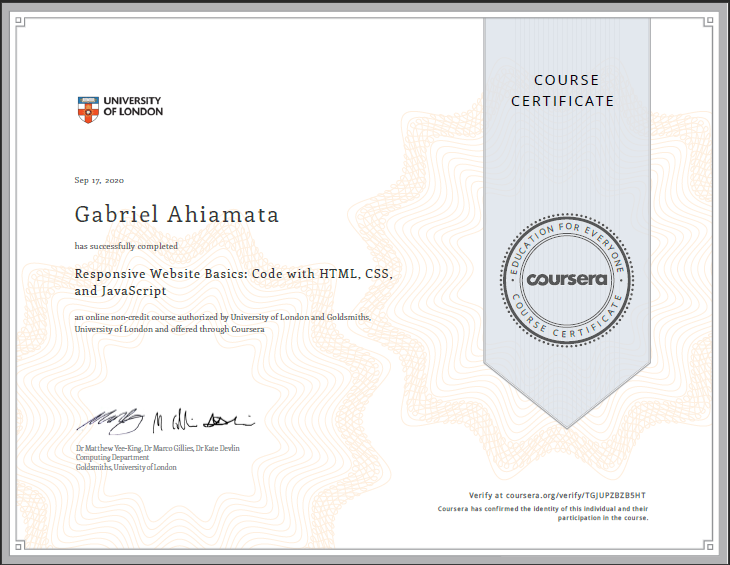 UNIVERSITY
OF LONDON
COURSE
CERTIFICATE
Sep 17, 2020
Gabriel Ahiamata
has successfully completed
Responsive Website Basics: Code with HTML, CSS,
and JavaScript
an online non-credit course authorized by University of London and Goldsmiths,
University of London and offered through Coursera
EDUCATION FOR EVERYONE
coursera
COURSE CERTIFICATE
Dr Matthew Yee-King, Dr Marco Gillies, Dr Kate Devlin
Computing Department
Goldsmiths, University of London
Verify at coursera.org/verify/TGJUPZBZB5HT
Coursera has confirmed the identity of this individual and their
participation in the course.